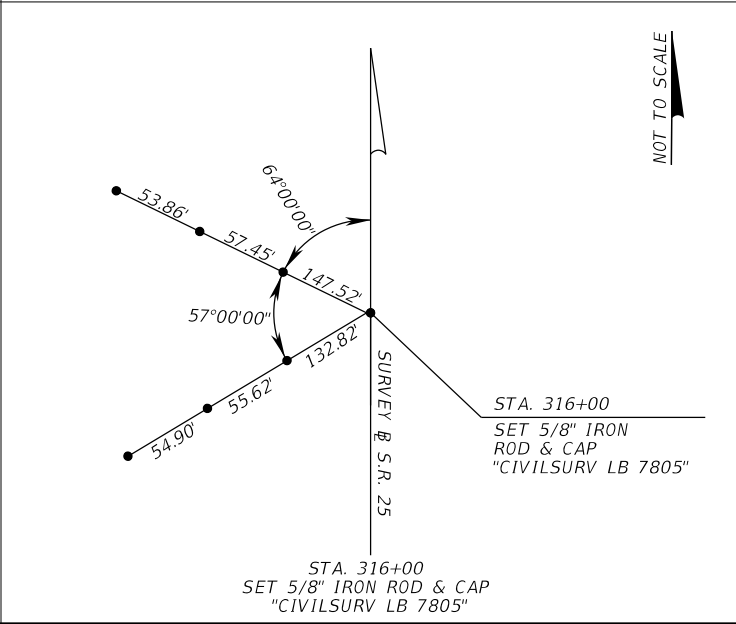 NOT TO SCALE
64°00'00"
53.86'
57.45'
147.52'
57°00'00"
132.82'
55.62'
54.90'
SURVEY ℄ S.R. 25
STA. 316+00
SET 5/8" IRON
ROD & CAP
"CIVILSURV LB 7805"
STA. 316+00
SET 5/8" IRON ROD & CAP
"CIVILSURV LB 7805"